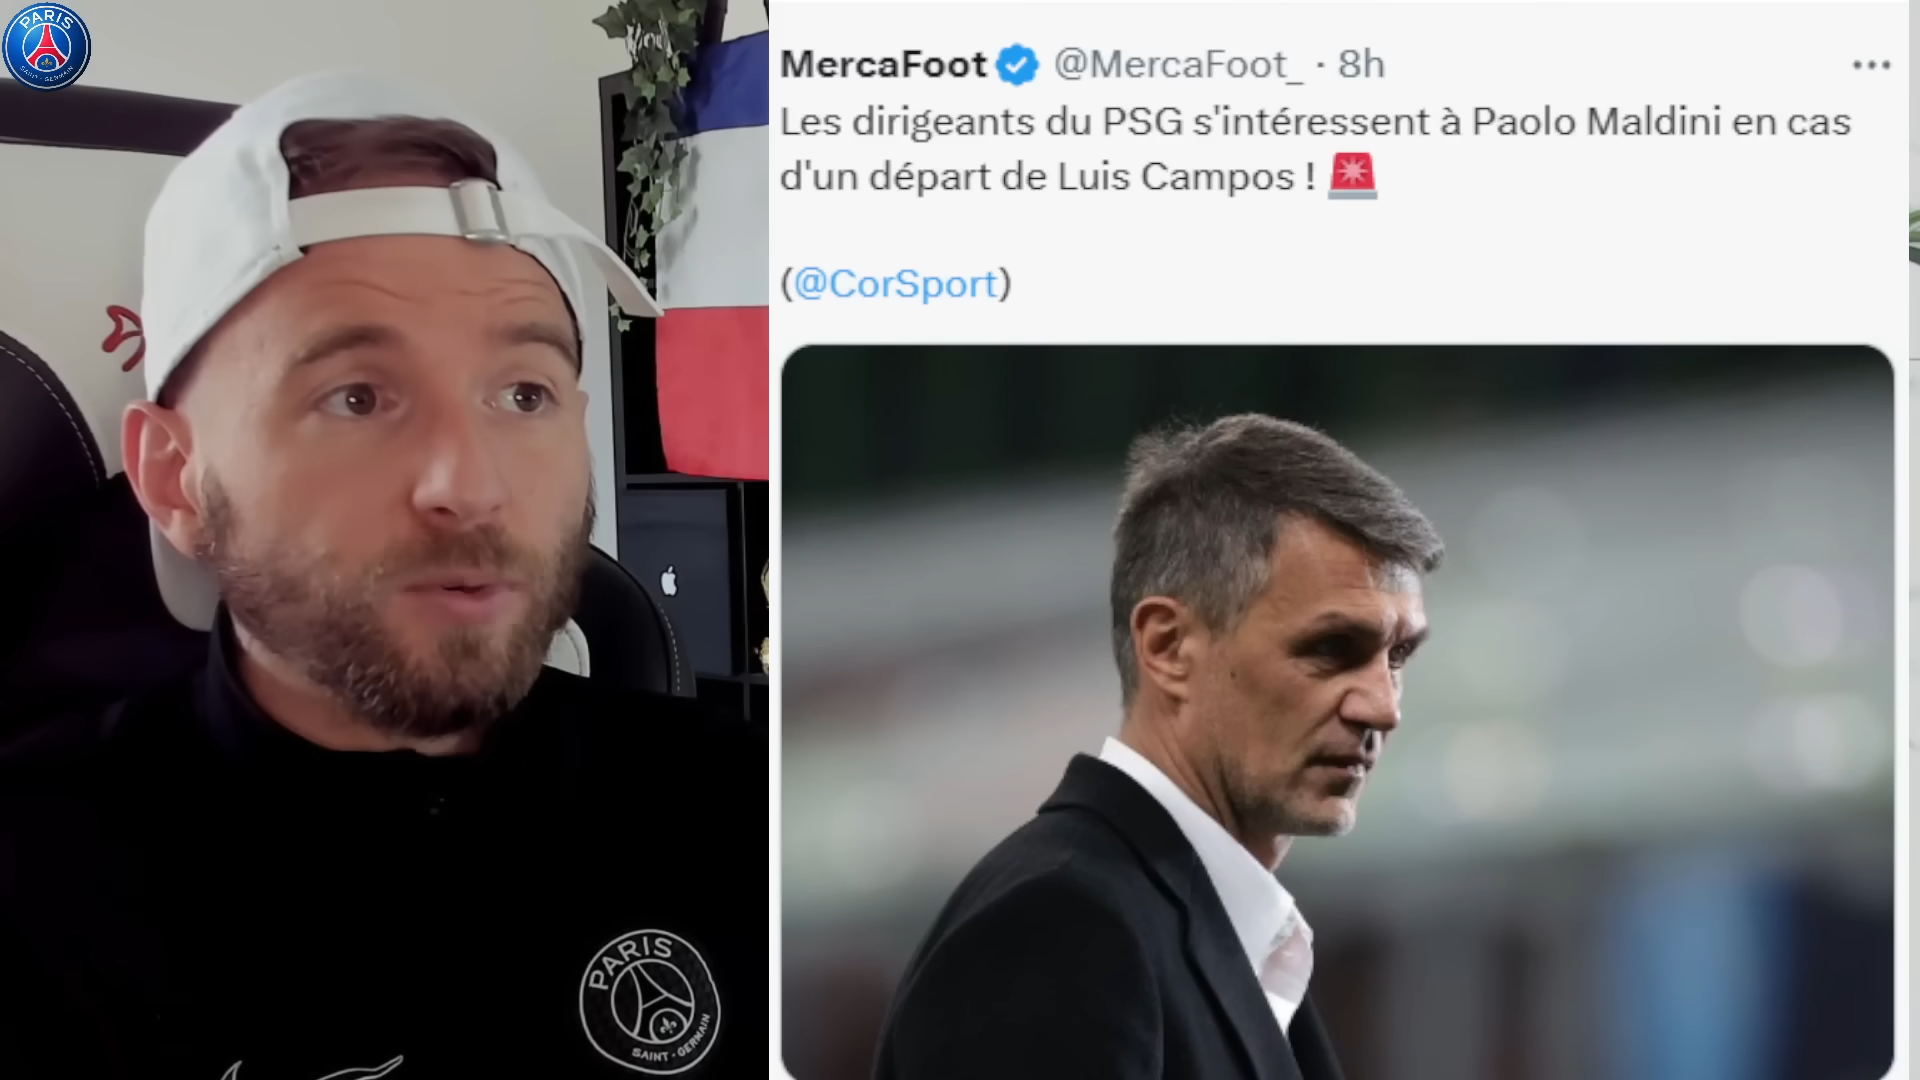 PARIS
SAINT-GERMAIN
MercaFoot @MercaFoot_ · 8h
Les dirigeants du PSG s'intéressent à Paolo Maldini en cas
d'un départ de Luis Campos ! 🚨
(@CorSport)
PARIS
SAINT-GERMAIN